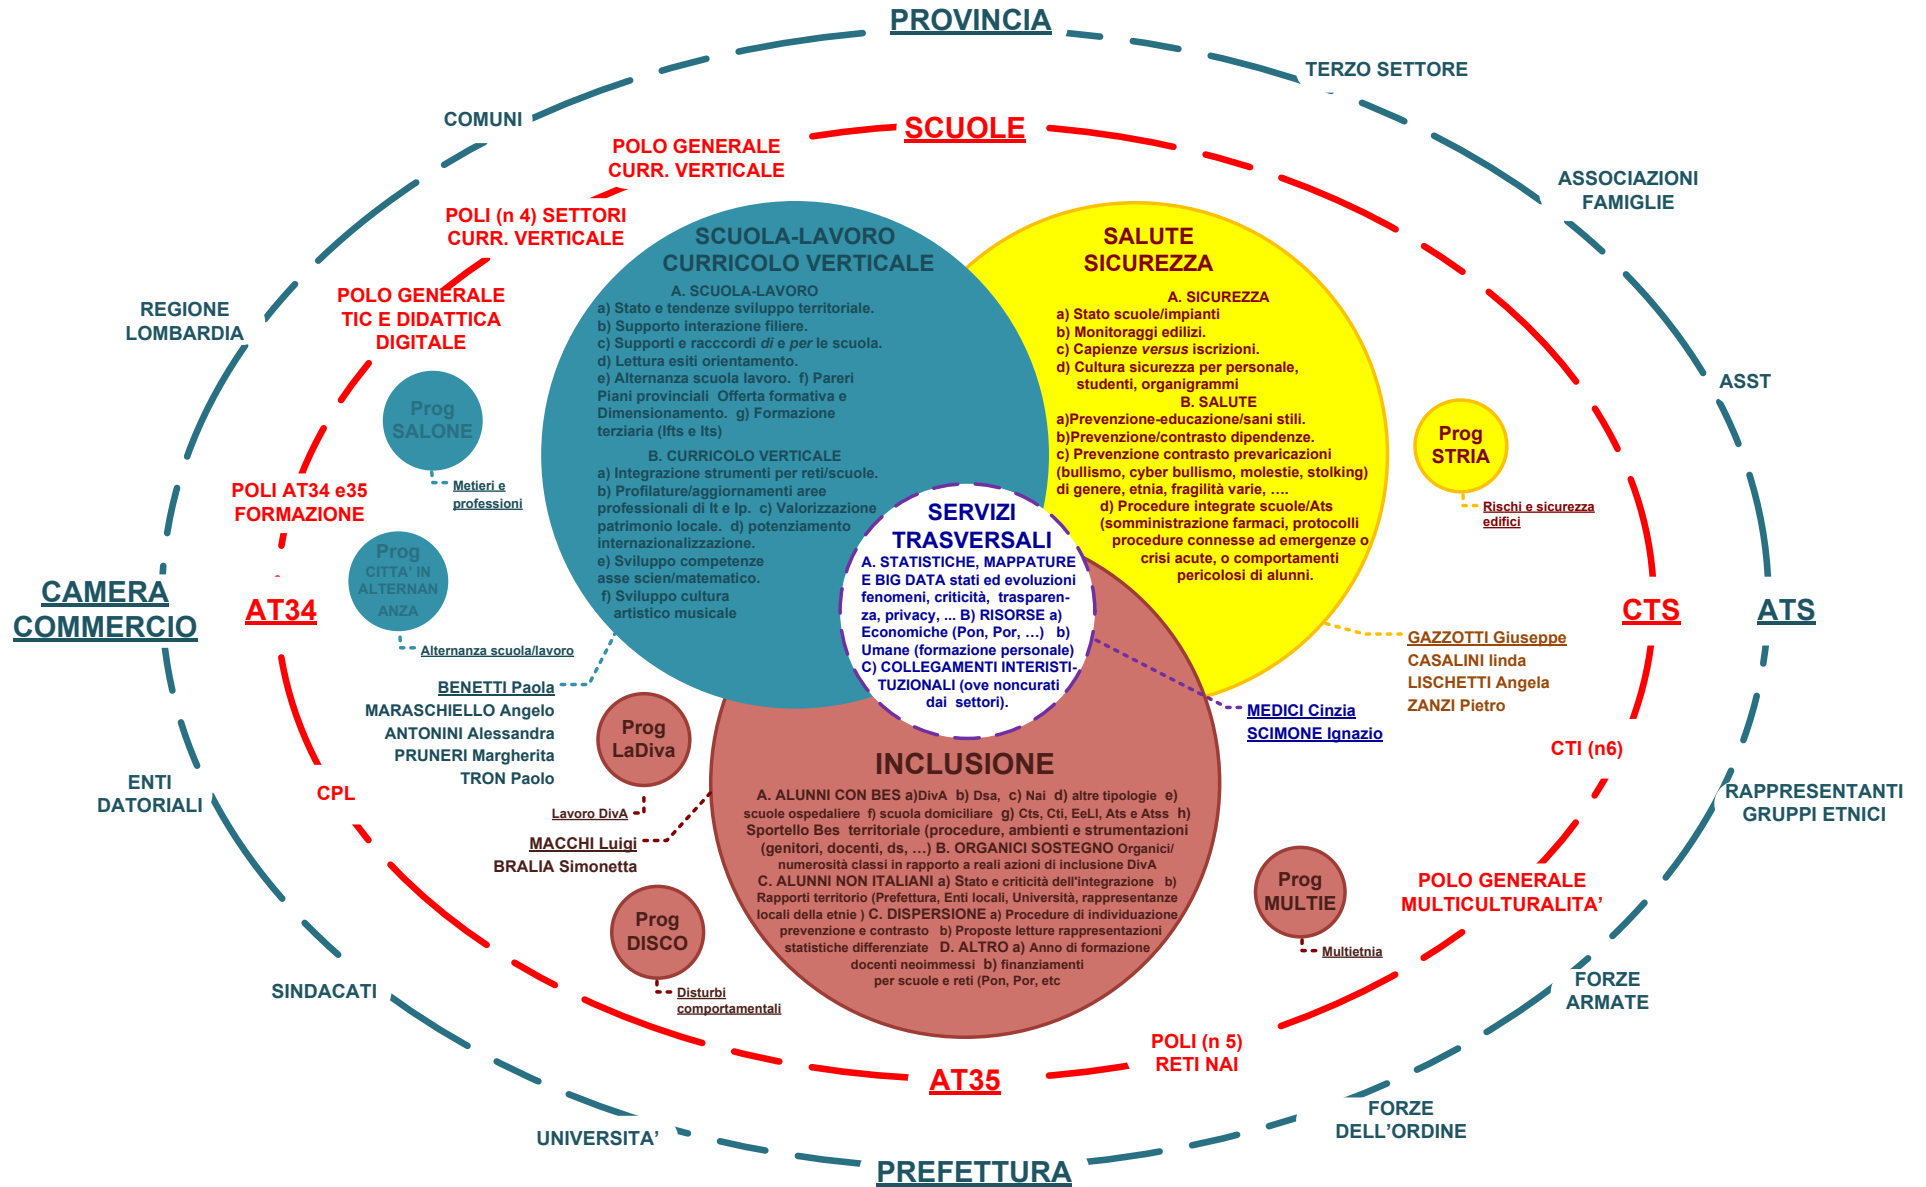 PROVINCIA
TERZO SETTORE
COMUNI
SCUOLE
POLO GENERALE
CURR. VERTICALE
ASSOCIAZIONI
FAMIGLIE
POLI (n 4) SETTORI
CURR. VERTICALE
REGIONE
LOMBARDIA
POLO GENERALE
TIC E DIDATTICA
DIGITALE
SCUOLA-LAVORO
CURRICOLO VERTICALE
A. SCUOLA-LAVORO
a) Stato e tendenze sviluppo territoriale.
b) Supporto interazione filiere.
c) Supporti e racccordi di e per le scuola.
d) Lettura esiti orientamento.
e) Alternanza scuola lavoro. f) Pareri
Piani provinciali Offerta formativa e
Dimensionamento. g) Formazione
terziaria (Ifts e Its)
B. CURRICOLO VERTICALE
a) Integrazione strumenti per reti/scuole.
b) Profilature/aggiornamenti aree
professionali di It e Ip. c) Valorizzazione
patrimonio locale. d) potenziamento
internazionalizzazione.
e) Sviluppo competenze
asse scien/matematico.
f) Sviluppo cultura
artistico musicale
SALUTE
SICUREZZA
A. SICUREZZA
a) Stato scuole/impianti
b) Monitoraggi edilizi.
c) Capienze versus iscrizioni.
d) Cultura sicurezza per personale,
studenti, organigrammi
B. SALUTE
a)Prevenzione-educazione/sani stili.
b)Prevenzione/contrasto dipendenze.
c) Prevenzione contrasto prevaricazioni
(bullismo, cyber bullismo, molestie, stolking)
di genere, etnia, fragilità varie, ….
d) Procedure integrate scuole/Ats
(somministrazione farmaci, protocolli
procedure connesse ad emergenze o
crisi acute, o comportamenti
pericolosi di alunni.
ASST
Prog
SALONE
Metieri e
professioni
Prog
STRIA
Rischi e sicurezza
edifici
POLI AT34 e35
FORMAZIONE
Prog
CITTA' IN
ALTERNAN
ANZA
Alternanza scuola/lavoro
SERVIZI
TRASVERSALI
A. STATISTICHE, MAPPATURE
E BIG DATA stati ed evoluzioni
fenomeni, criticità, trasparen-
za, privacy, ... B) RISORSE a)
Economiche (Pon, Por, …) b)
Umane (formazione personale)
C) COLLEGAMENTI INTERISTI-
TUZIONALI (ove noncurati
dai settori).
CAMERA
COMMERCIO
AT34
CTS
ATS
GAZZOTTI Giuseppe
CASALINI linda
LISCHETTI Angela
ZANZI Pietro
BENETTI Paola
MARASCHIELLO Angelo
ANTONINI Alessandra
PRUNERI Margherita
TRON Paolo
MEDICI Cinzia
SCIMONE Ignazio
Prog
LaDiva
Lavoro DivA
CTI (n6)
ENTI
DATORIALI
CPL
RAPPRESENTANTI
GRUPPI ETNICI
INCLUSIONE
A. ALUNNI CON BES a)DivA b) Dsa, c) Nai d) altre tipologie e)
scuole ospedaliere f) scuola domiciliare g) Cts, Cti, EeLl, Ats e Atss h)
Sportello Bes territoriale (procedure, ambienti e strumentazioni
(genitori, docenti, ds, …) B. ORGANICI SOSTEGNO Organici/
numerosità classi in rapporto a reali azioni di inclusione DivA
C. ALUNNI NON ITALIANI a) Stato e criticità dell'integrazione b)
Rapporti territorio (Prefettura, Enti locali, Università, rappresentanze
locali della etnie ) C. DISPERSIONE a) Procedure di individuazione
prevenzione e contrasto b) Proposte letture rappresentazioni
statistiche differenziate D. ALTRO a) Anno di formazione
docenti neoimmessi b) finanziamenti
per scuole e reti (Pon, Por, etc
MACCHI Luigi
BRALIA Simonetta
Prog
DISCO
Disturbi
comportamentali
Prog
MULTIE
Multietnia
POLO GENERALE
MULTICULTURALITA'
SINDACATI
FORZE
ARMATE
POLI (n 5)
RETI NAI
AT35
FORZE
DELL'ORDINE
UNIVERSITA'
PREFETTURA